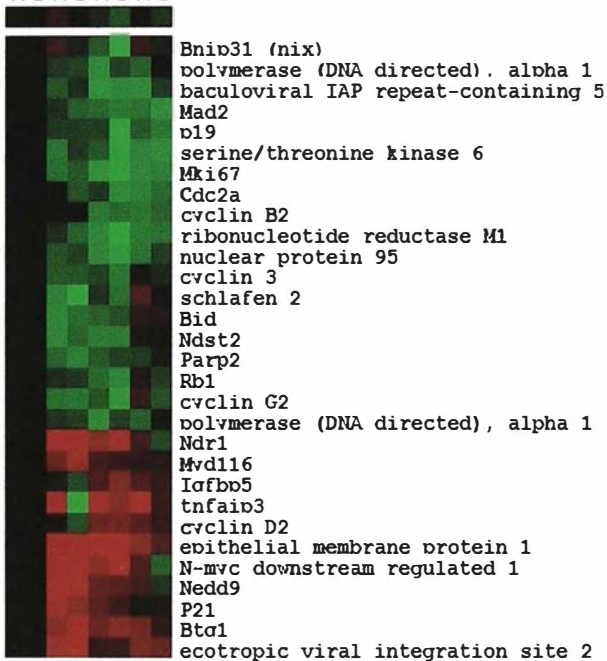 Bnip31 (nix)
polymerase (DNA directed), alpha 1
baculoviral IAP repeat-containing 5
Mad2
p19
serine/threonine kinase 6
Mki67
Cdc2a
cyclin B2
ribonucleotide reductase M1
nuclear protein 95
cyclin 3
schlafen 2
Bid
Ndst2
Parp2
Rb1
cyclin G2
polymerase (DNA directed), alpha 1
Ndr1
Myd116
Igfbp5
tnfaip3
cyclin D2
epithelial membrane protein 1
N-myc downstream regulated 1
Nedd9
P21
Btg1
ecotropic viral integration site 2